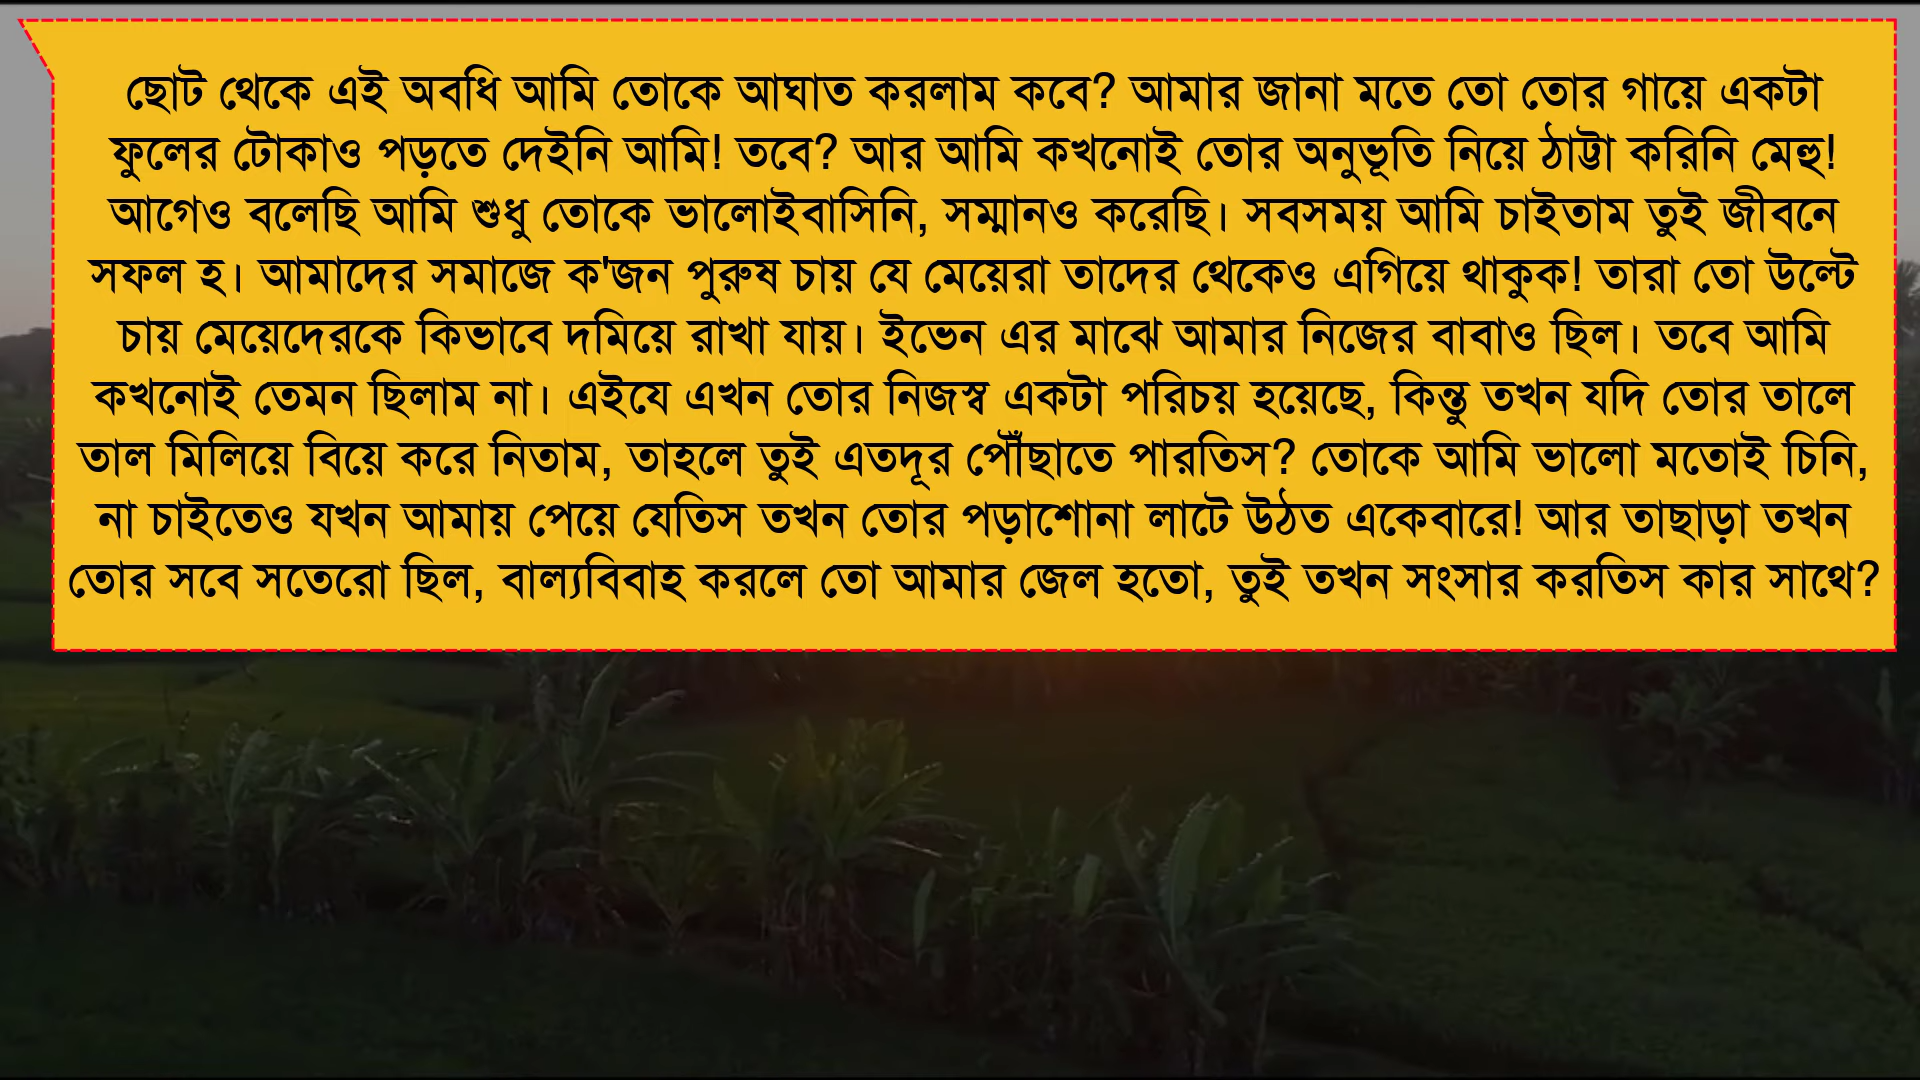 ছোট থেকে এই অবধি আমি তোকে আঘাত করলাম কবে? আমার জানা মতে তো তোর গায়ে একটা
ফুলের টোকাও পড়তে দেইনি আমি! তবে? আর আমি কখনোই তোর অনুভূতি নিয়ে ঠাট্টা করিনি মেহু!
আগেও বলেছি আমি শুধু তোকে ভালোইবাসিনি, সম্মানও করেছি। সবসময় আমি চাইতাম তুই জীবনে
সফল হ। আমাদের সমাজে ক'জন পুরুষ চায় যে মেয়েরা তাদের থেকেও এগিয়ে থাকুক! তারা তো উল্টে
চায় মেয়েদেরকে কিভাবে দমিয়ে রাখা যায়। ইভেন এর মাঝে আমার নিজের বাবাও ছিল। তবে আমি
কখনোই তেমন ছিলাম না। এইযে এখন তোর নিজস্ব একটা পরিচয় হয়েছে, কিন্তু তখন যদি তোর তালে
তাল মিলিয়ে বিয়ে করে নিতাম, তাহলে তুই এতদূর পৌঁছাতে পারতিস? তোকে আমি ভালো মতোই চিনি,
না চাইতেও যখন আমায় পেয়ে যেতিস তখন তোর পড়াশোনা লাটে উঠত একেবারে! আর তাছাড়া তখন
তোর সবে সতেরো ছিল, বাল্যবিবাহ করলে তো আমার জেল হতো, তুই তখন সংসার করতিস কার সাথে?